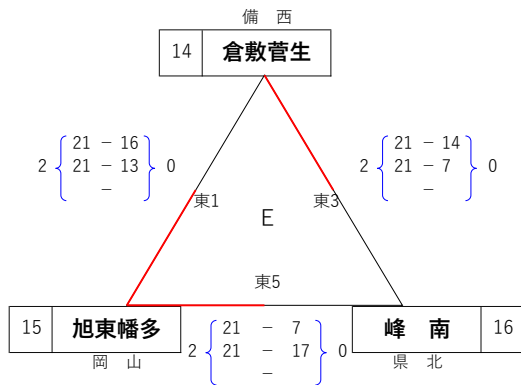 備 西
14 倉敷菅生
21 － 16
2 21 － 13 0
－
21 － 14
2 21 － 7 0
－
東1
東3
E
東5
15 旭東幡多
岡 山
21 － 7
2 21 － 17 0
－
峰 南 16
県 北